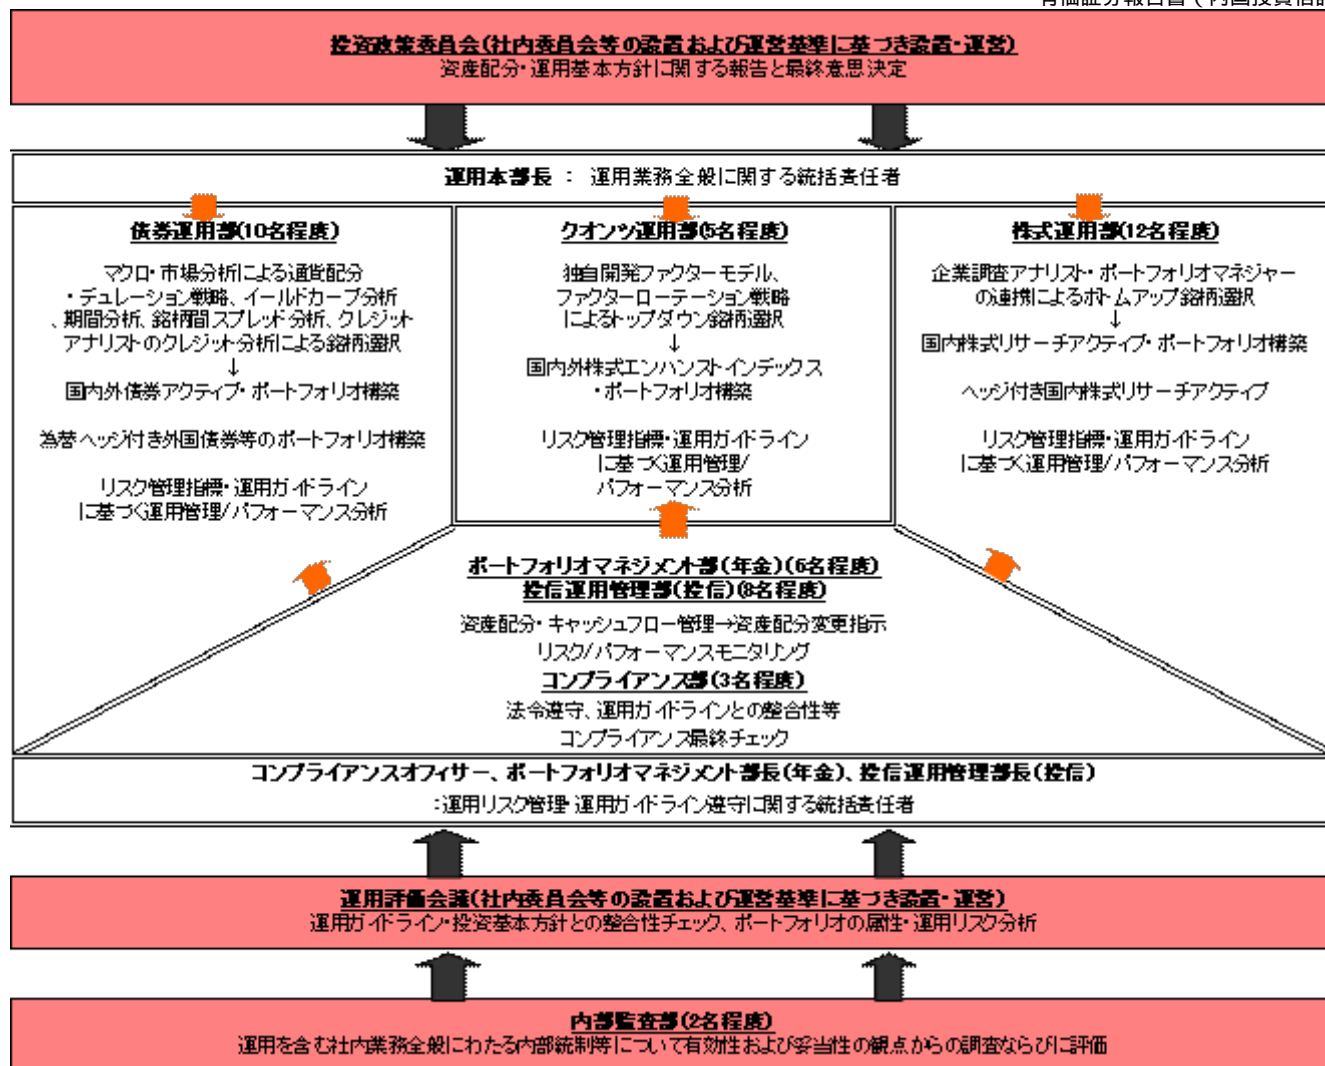 投資政策委員会(社内委員会等の設置および運営基準に基づき設置・運営)
資産配分・運用基本方針に関する報告と最終意思決定
運用本部長 ： 運用業務全般に関する統括責任者
債券運用部(10名程度)
マクロ・市場分析による通貨配分
・デュレーション戦略、イールドカーブ分析
、期間分析、銘柄間スプレッド分析、クレジット
アナリストのクレジット分析による銘柄選択
↓
国内外債券アクティブ・ポートフォリオ構築
為替ヘッジ付き外国債券等のポートフォリオ構築
リスク管理指標・運用ガイドライン
に基づく運用管理/パフォーマンス分析
クオンツ運用部(5名程度)
独自開発ファクターモデル、
ファクターローテーション戦略
によるトップダウン銘柄選択
↓
国内外株式エンハンストインデックス
・ポートフォリオ構築
リスク管理指標・運用ガイドライン
に基づく運用管理/
パフォーマンス分析
株式運用部(12名程度)
企業調査アナリスト・ポートフォリオマネジャー
の連携によるボトムアップ銘柄選択
↓
国内株式リサーチアクティブ・ポートフォリオ構築
ヘッジ付き国内株式リサーチアクティブ
リスク管理指標・運用ガイドライン
に基づく運用管理/パフォーマンス分析
ポートフォリオマネジメント部(年金)(6名程度)
投信運用管理部(投信)(8名程度)
資産配分・キャッシュフロー管理→資産配分変更指示
リスク/パフォーマンスモニタリング
コンプライアンス部(3名程度)
法令遵守、運用ガイドラインとの整合性等
コンプライアンス最終チェック
コンプライアンスオフィサー、ポートフォリオマネジメント部長(年金)、投信運用管理部長(投信)
：運用リスク管理・運用ガイドライン遵守に関する統括責任者
運用評価会議(社内委員会等の設置および運営基準に基づき設置・運営)
運用ガイドライン・投資基本方針との整合性チェック、ポートフォリオの属性・運用リスク分析
内部監査部(2名程度)
運用を含む社内業務全般にわたる内部統制等について有効性および妥当性の観点からの調査ならびに評価